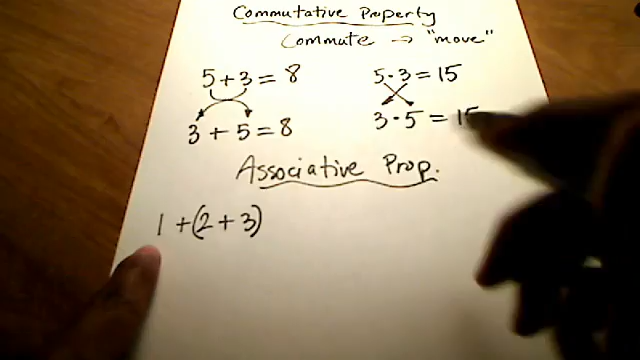 Commutative Property
Commute → "move"
5 + 3 = 8 5 · 3 = 15
3 + 5 = 8 3 · 5 = 15
Associative Prop.
1 + (2 + 3)